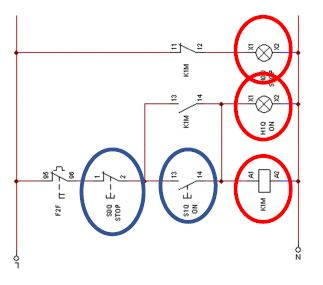 11 12
K1M
X1 X2
STOP
13 14
K1M
X1 X2
H1Q
ON
95 96
F2F
1 2
S0Q
STOP
13 14
S1Q
ON
A1 A2
K1M
L
N